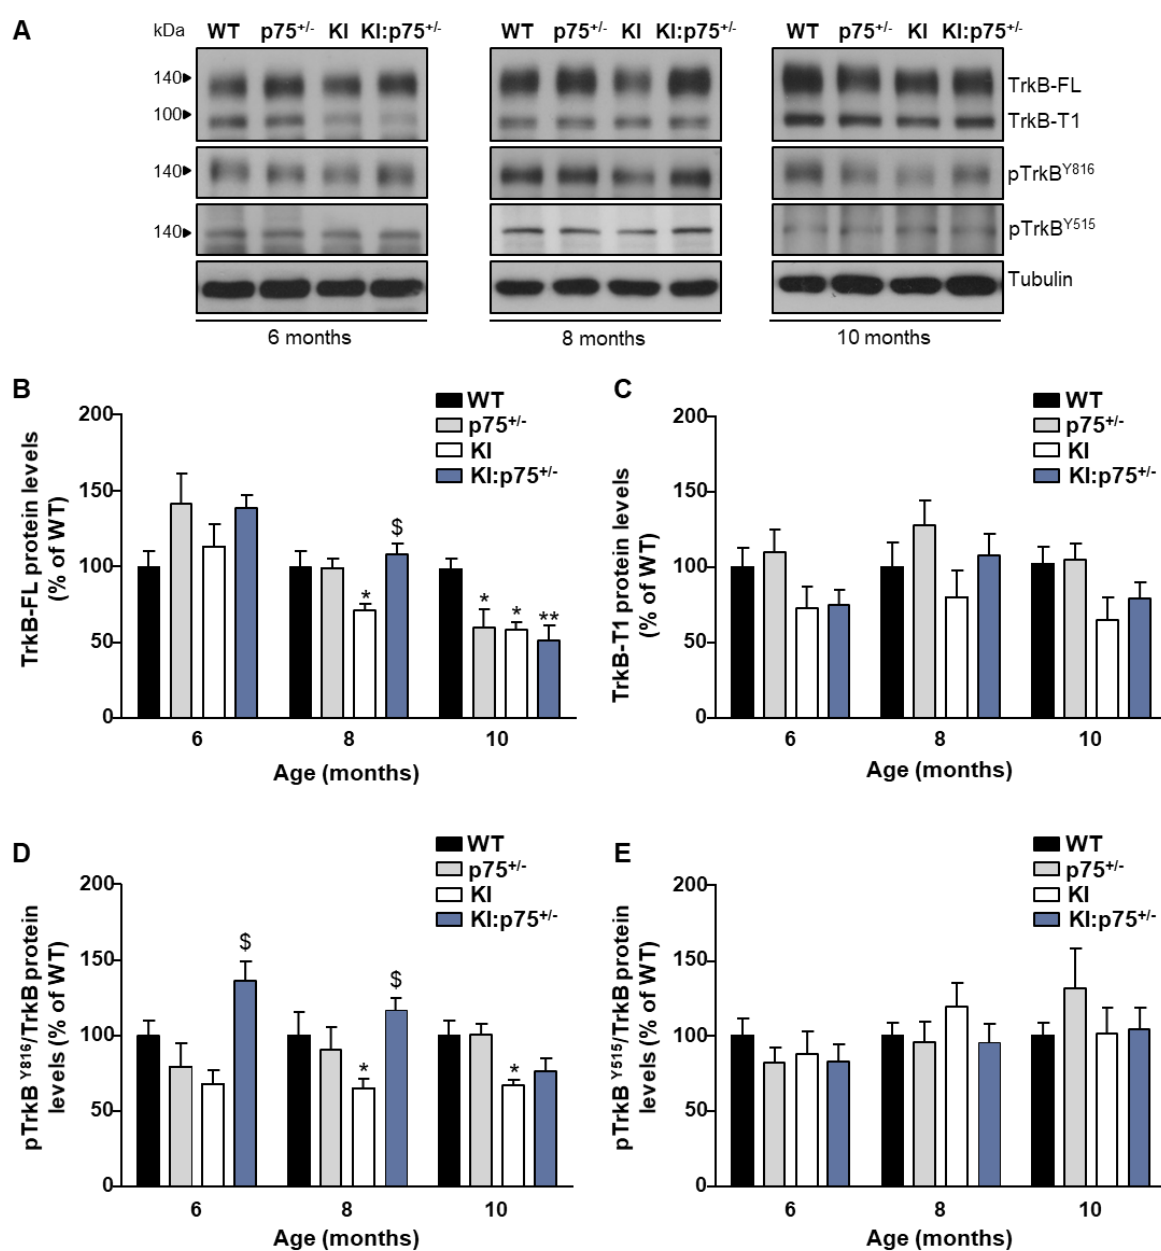 A
kDa WT p75+/- KI KI:p75+/- WT p75+/- KI KI:p75+/- WT p75+/- KI KI:p75+/-
140 TrkB-FL
100 TrkB-T1
140 pTrkBY816
140 pTrkBY515
Tubulin
6 months 8 months 10 months
B
WT
p75+/-
KI
KI:p75+/-
TrkB-FL protein levels
(% of WT)
200
150
100
50
0
$
*
* * **
6 8 10
Age (months)
C
WT
p75+/-
KI
KI:p75+/-
TrkB-T1 protein levels
(% of WT)
200
150
100
50
0
6 8 10
Age (months)
D
WT
p75+/-
KI
KI:p75+/-
pTrkB Y816/TrkB protein
levels (% of WT)
200
150
100
50
0
$ $
* *
6 8 10
Age (months)
E
WT
p75+/-
KI
KI:p75+/-
pTrkB Y515/TrkB protein
levels (% of WT)
200
150
100
50
0
6 8 10
Age (months)